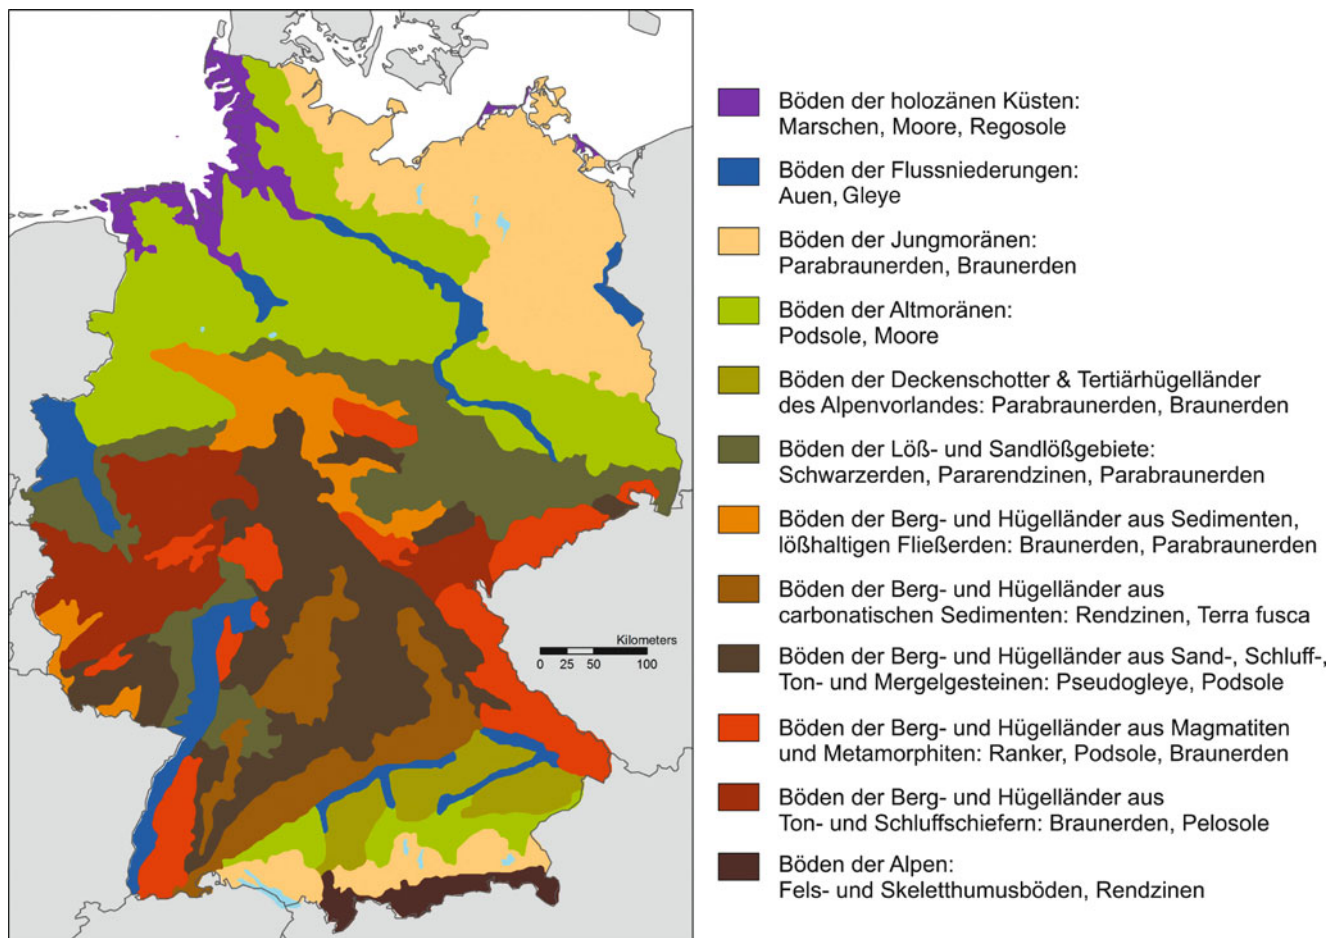 Böden der holozänen Küsten:
Marschen, Moore, Regosole
Böden der Flussniederungen:
Auen, Gleye
Böden der Jungmoränen:
Parabraunerden, Braunerden
Böden der Altmoränen:
Podsole, Moore
Böden der Deckenschotter & Tertiärhügelländer
des Alpenvorlandes: Parabraunerden, Braunerden
Böden der Löß- und Sandlößgebiete:
Schwarzerden, Pararendzinen, Parabraunerden
Böden der Berg- und Hügelländer aus Sedimenten,
lößhaltigen Fließerden: Braunerden, Parabraunerden
Böden der Berg- und Hügelländer aus
carbonatischen Sedimenten: Rendzinen, Terra fusca
Böden der Berg- und Hügelländer aus Sand-, Schluff-,
Ton- und Mergelgesteinen: Pseudogleye, Podsole
Böden der Berg- und Hügelländer aus Magmatiten
und Metamorphiten: Ranker, Podsole, Braunerden
Böden der Berg- und Hügelländer aus
Ton- und Schluffschiefern: Braunerden, Pelosole
Böden der Alpen:
Fels- und Skeletthumusböden, Rendzinen
Kilometers
0 25 50 100